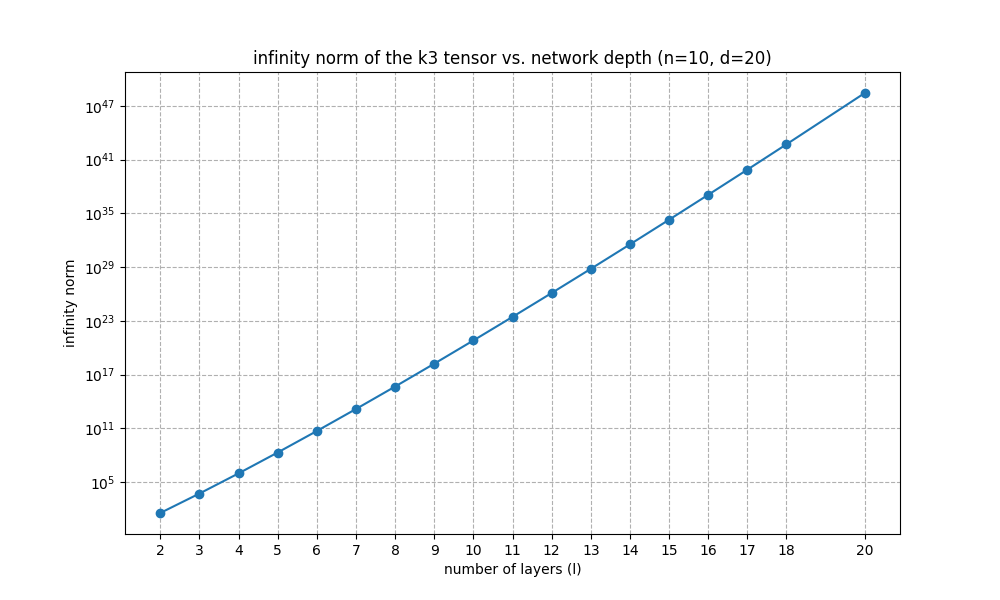 infinity norm of the k3 tensor vs. network depth (n=10, d=20)
infinity norm
10^47
10^41
10^35
10^29
10^23
10^17
10^11
10^5
2 3 4 5 6 7 8 9 10 11 12 13 14 15 16 17 18 20
number of layers (l)